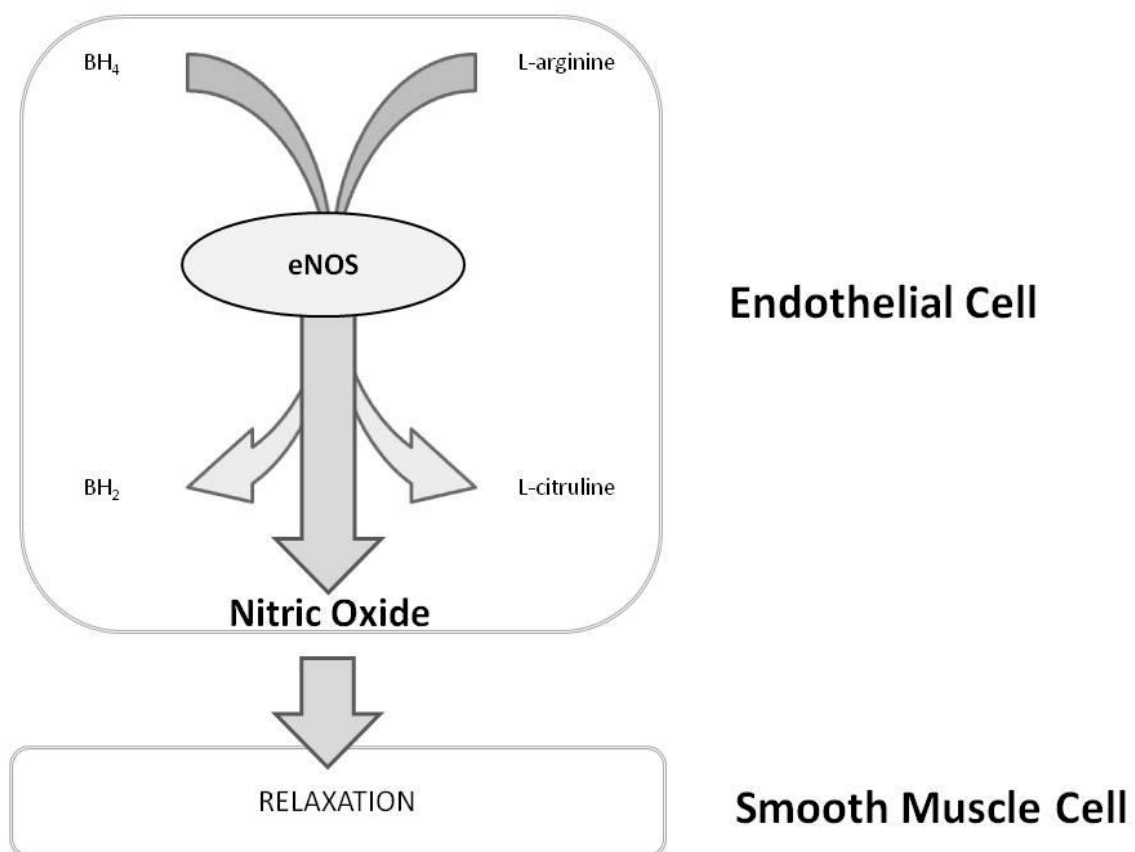 BH₄
L-arginine
eNOS
Endothelial Cell
BH₂
L-citruline
Nitric Oxide
RELAXATION
Smooth Muscle Cell